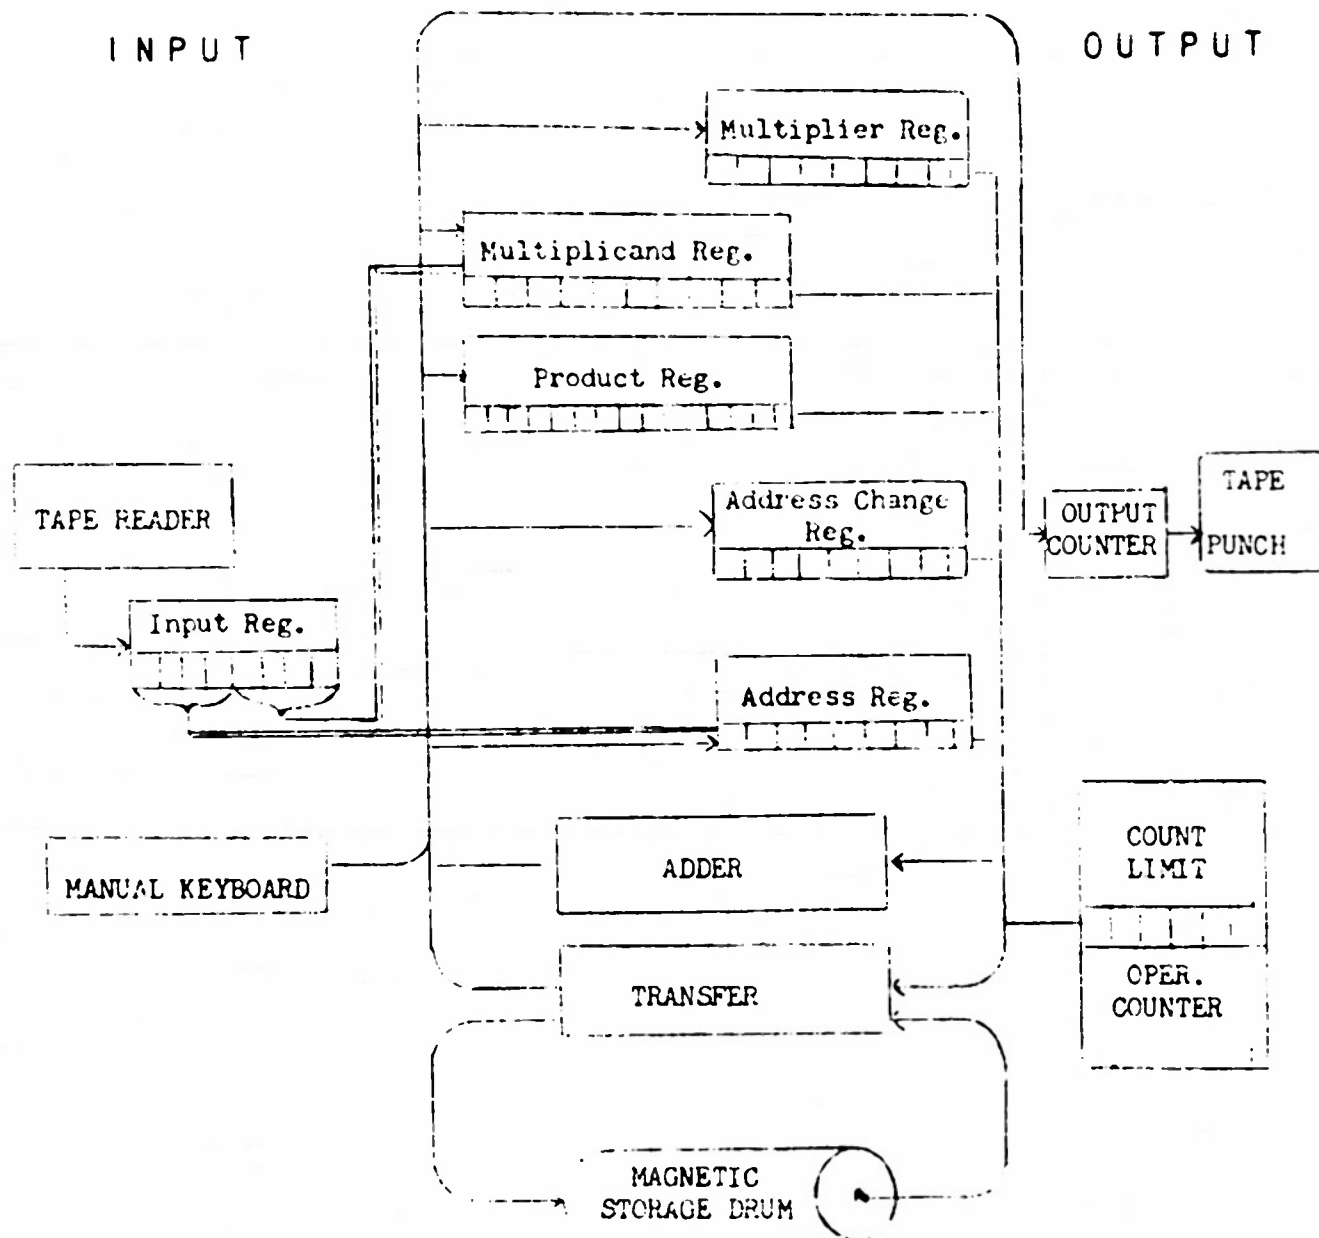 INPUT
OUTPUT
Multiplier Reg.
Multiplicand Reg.
Product Reg.
TAPE READER
Address Change
Reg.
OUTPUT
COUNTER
TAPE
PUNCH
Input Reg.
Address Reg.
MANUAL KEYBOARD
ADDER
COUNT
LIMIT
TRANSFER
OPER.
COUNTER
MAGNETIC
STORAGE DRUM